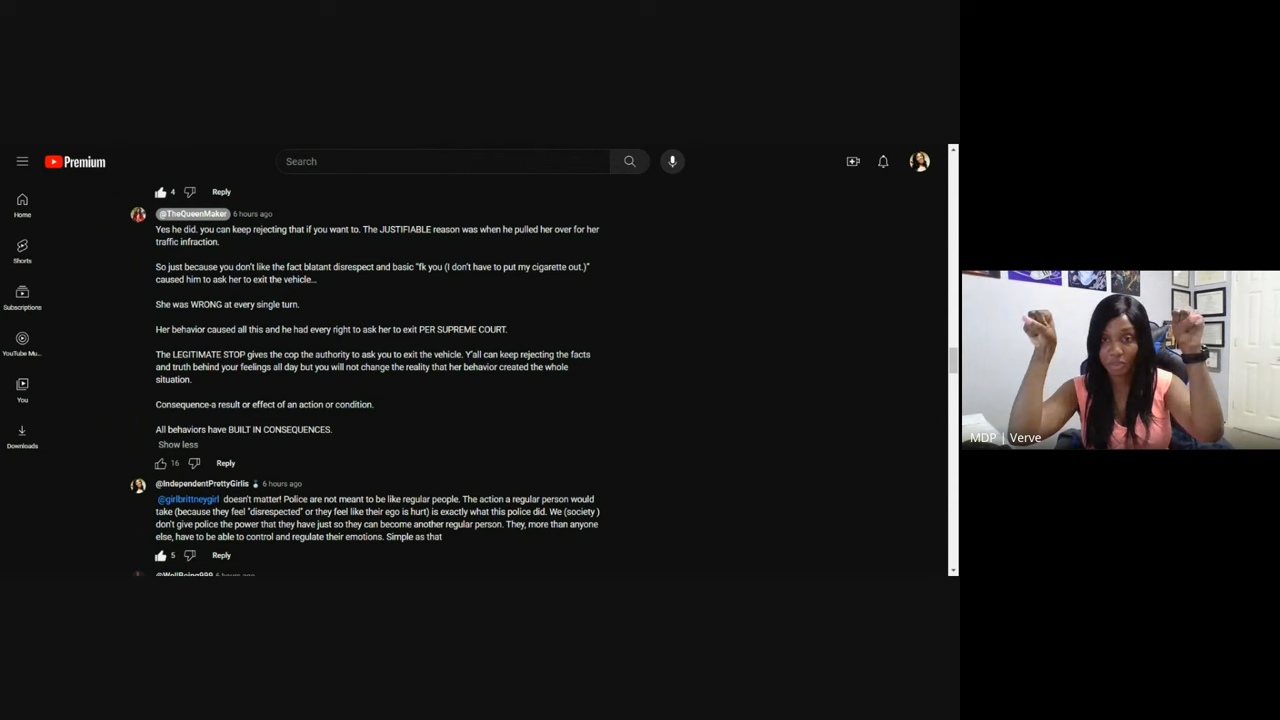 Premium
Search
4
Reply
Home
@TheQueenMaker 6 hours ago
Yes he did. you can keep rejecting that if you want to. The JUSTIFIABLE reason was when he pulled her over for her
traffic infraction.
Shorts
So just because you don't like the fact blatant disrespect and basic "fk you (I don't have to put my cigarette out.)"
caused him to ask her to exit the vehicle...
Subscriptions
She was WRONG at every single turn.
Her behavior caused all this and he had every right to ask her to exit PER SUPREME COURT.
YouTube Mu...
The LEGITIMATE STOP gives the cop the authority to ask you to exit the vehicle. Y'all can keep rejecting the facts
and truth behind your feelings all day but you will not change the reality that her behavior created the whole
situation.
You
Consequence-a result or effect of an action or condition.
All behaviors have BUILT IN CONSEQUENCES.
Show less
Downloads
16
Reply
@IndependentPrettyGirlis 6 hours ago
@girlbrittneygirl doesn't matter! Police are not meant to be like regular people. The action a regular person would
take (because they feel "disrespected" or they feel like their ego is hurt) is exactly what this police did. We (society )
don't give police the power that they have just so they can become another regular person. They, more than anyone
else, have to be able to control and regulate their emotions. Simple as that
5
Reply
@WellBeing999 6 hours ago
MDP | Verve